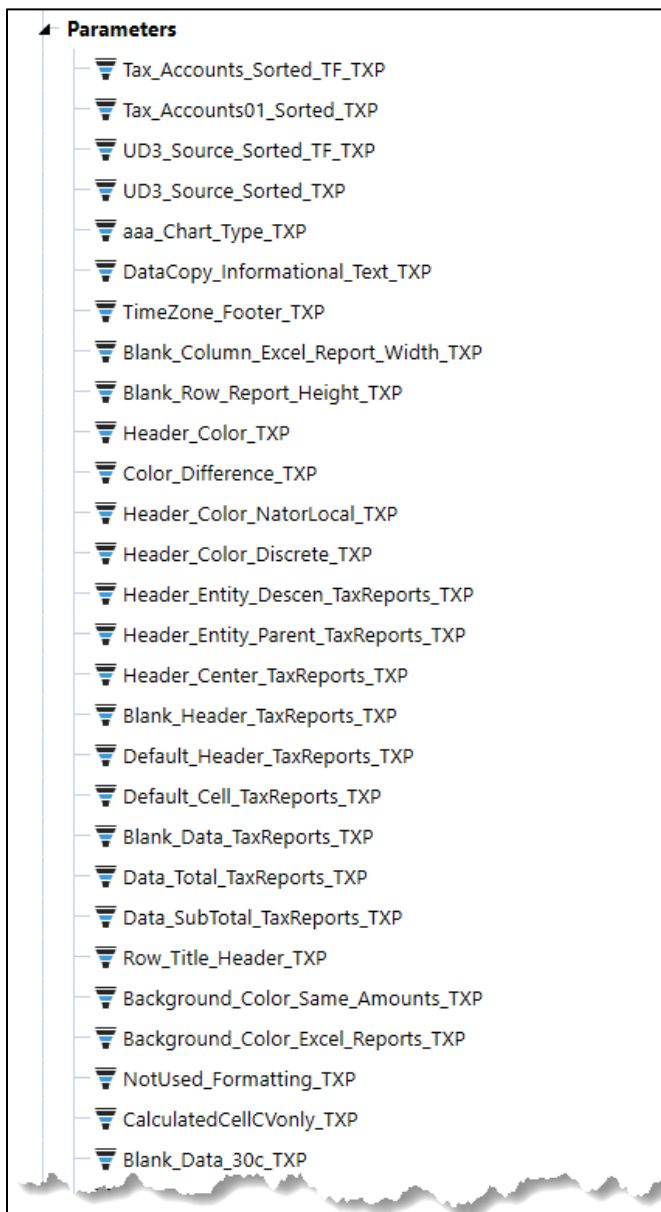 Parameters
Tax_Accounts_Sorted_TF_TXP
Tax_Accounts01_Sorted_TXP
UD3_Source_Sorted_TF_TXP
UD3_Source_Sorted_TXP
aaa_Chart_Type_TXP
DataCopy_Informational_Text_TXP
TimeZone_Footer_TXP
Blank_Column_Excel_Report_Width_TXP
Blank_Row_Report_Height_TXP
Header_Color_TXP
Color_Difference_TXP
Header_Color_NatorLocal_TXP
Header_Color_Discrete_TXP
Header_Entity_Descen_TaxReports_TXP
Header_Entity_Parent_TaxReports_TXP
Header_Center_TaxReports_TXP
Blank_Header_TaxReports_TXP
Default_Header_TaxReports_TXP
Default_Cell_TaxReports_TXP
Blank_Data_TaxReports_TXP
Data_Total_TaxReports_TXP
Data_SubTotal_TaxReports_TXP
Row_Title_Header_TXP
Background_Color_Same_Amounts_TXP
Background_Color_Excel_Reports_TXP
NotUsed_Formatting_TXP
CalculatedCellCVonly_TXP
Blank_Data_30c_TXP